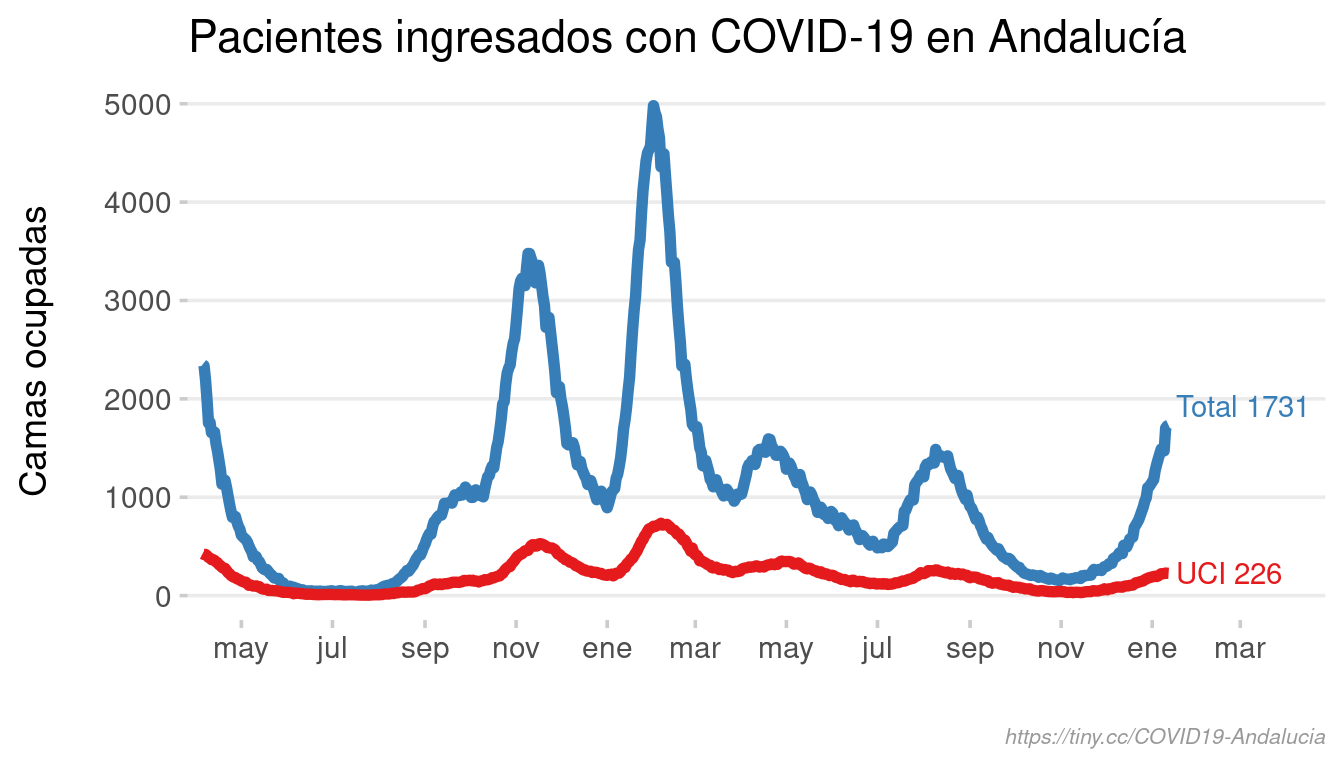 Pacientes ingresados con COVID-19 en Andalucía
Camas ocupadas
5000
4000
3000
2000
1000
0
Total 1731
UCI 226
may jul sep nov ene mar may jul sep nov ene mar
https://tiny.cc/COVID19-Andalucia